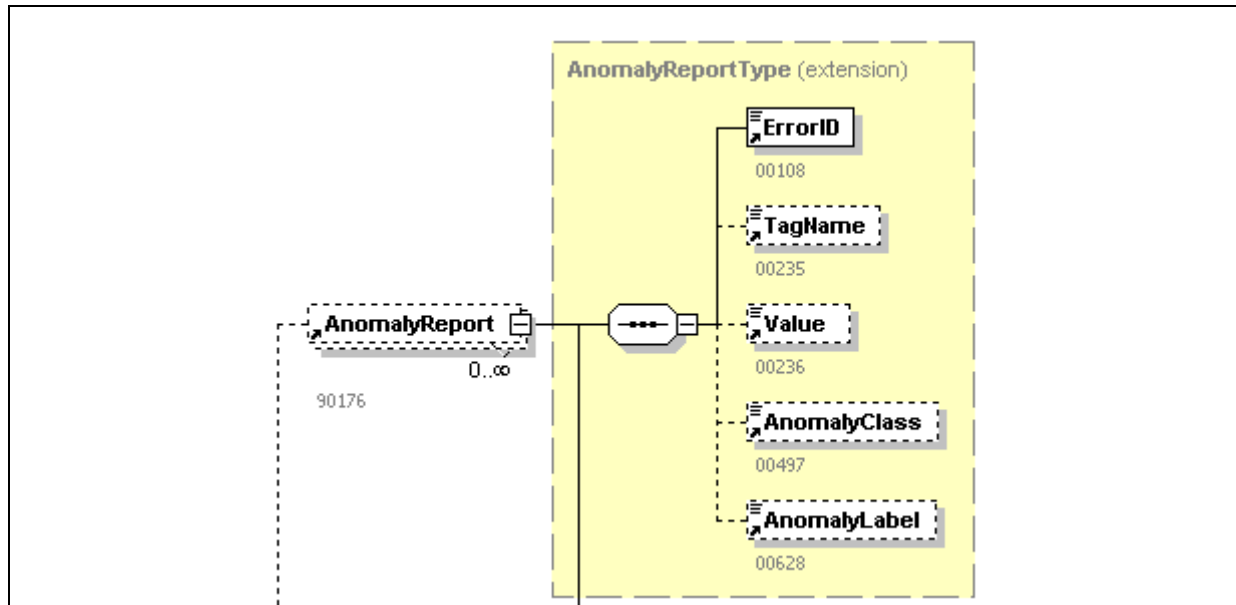 AnomalyReportType (extension)
ErrorID
00108
TagName
00235
Value
00236
AnomalyReport
0..∞
90176
AnomalyClass
00497
AnomalyLabel
00628